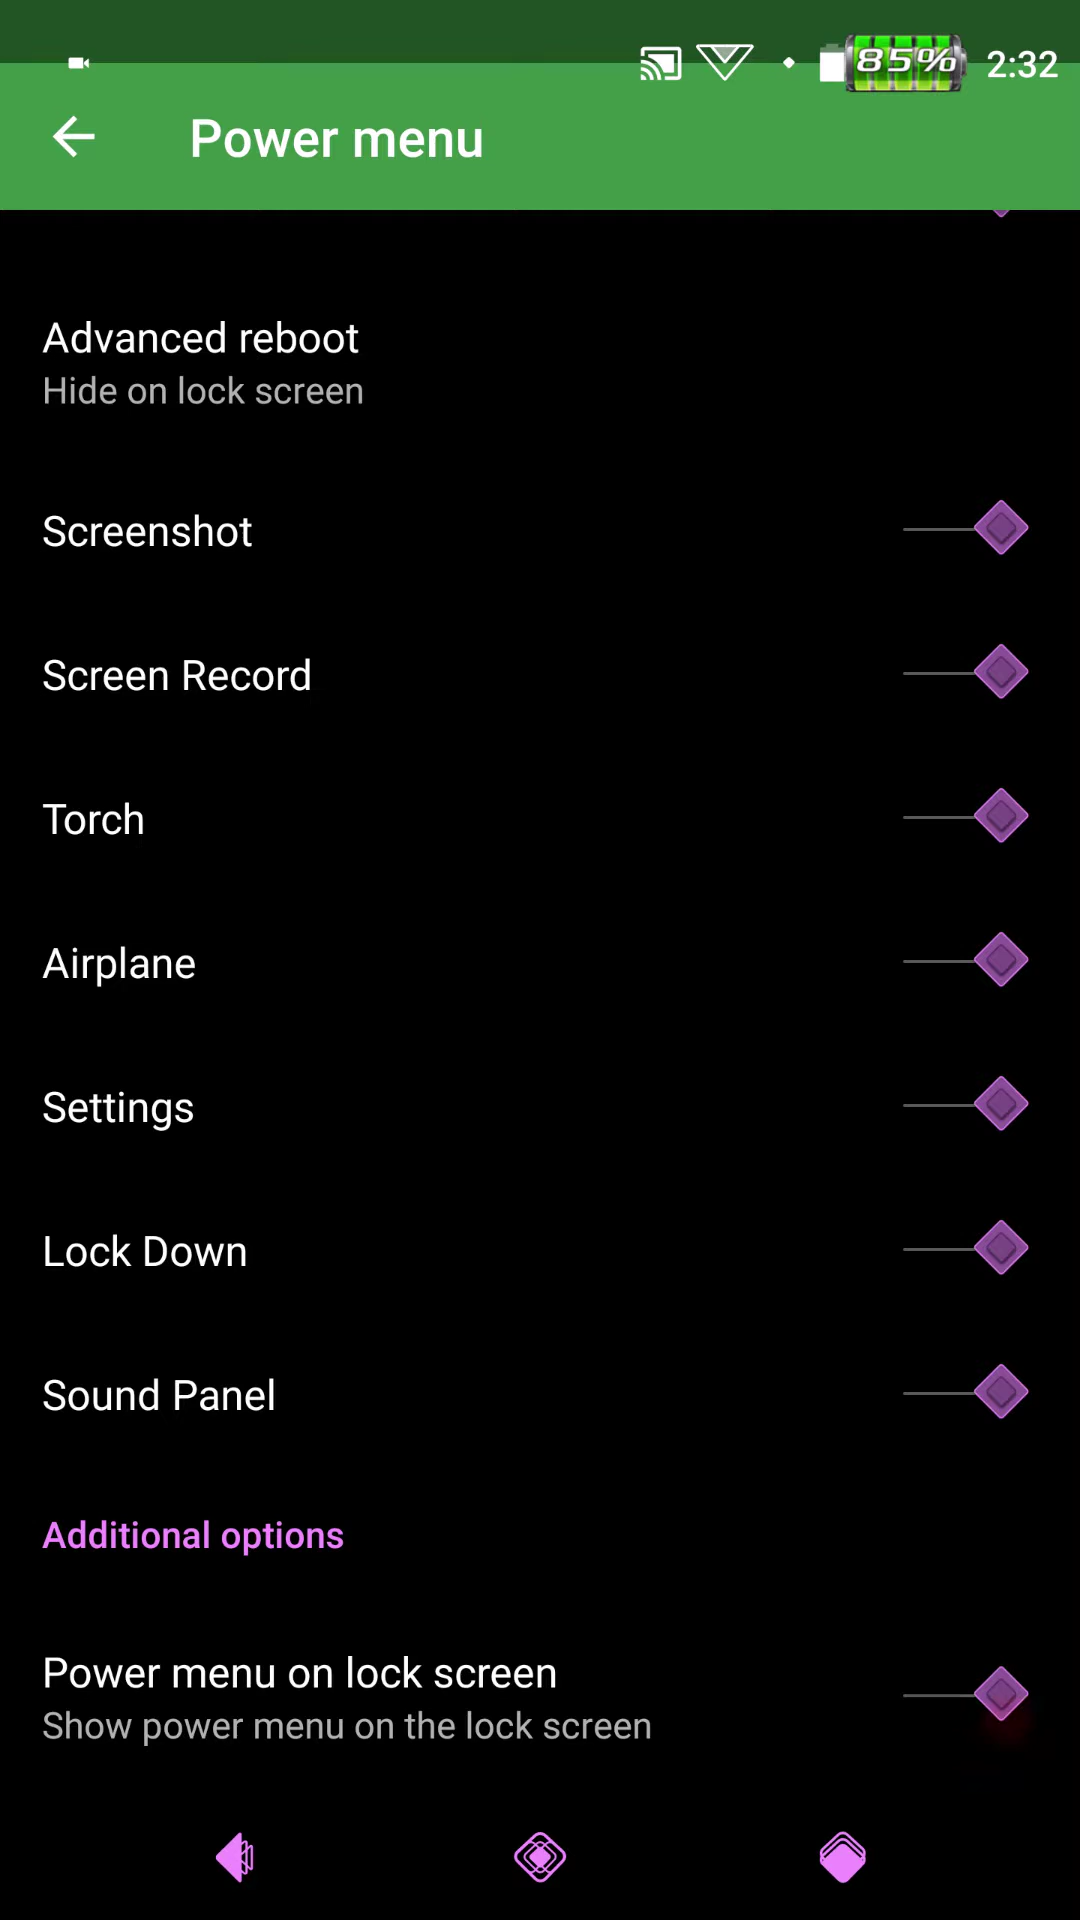 85% 2:32
Power menu
Advanced reboot
Hide on lock screen
Screenshot
Screen Record
Torch
Airplane
Settings
Lock Down
Sound Panel
Additional options
Power menu on lock screen
Show power menu on the lock screen